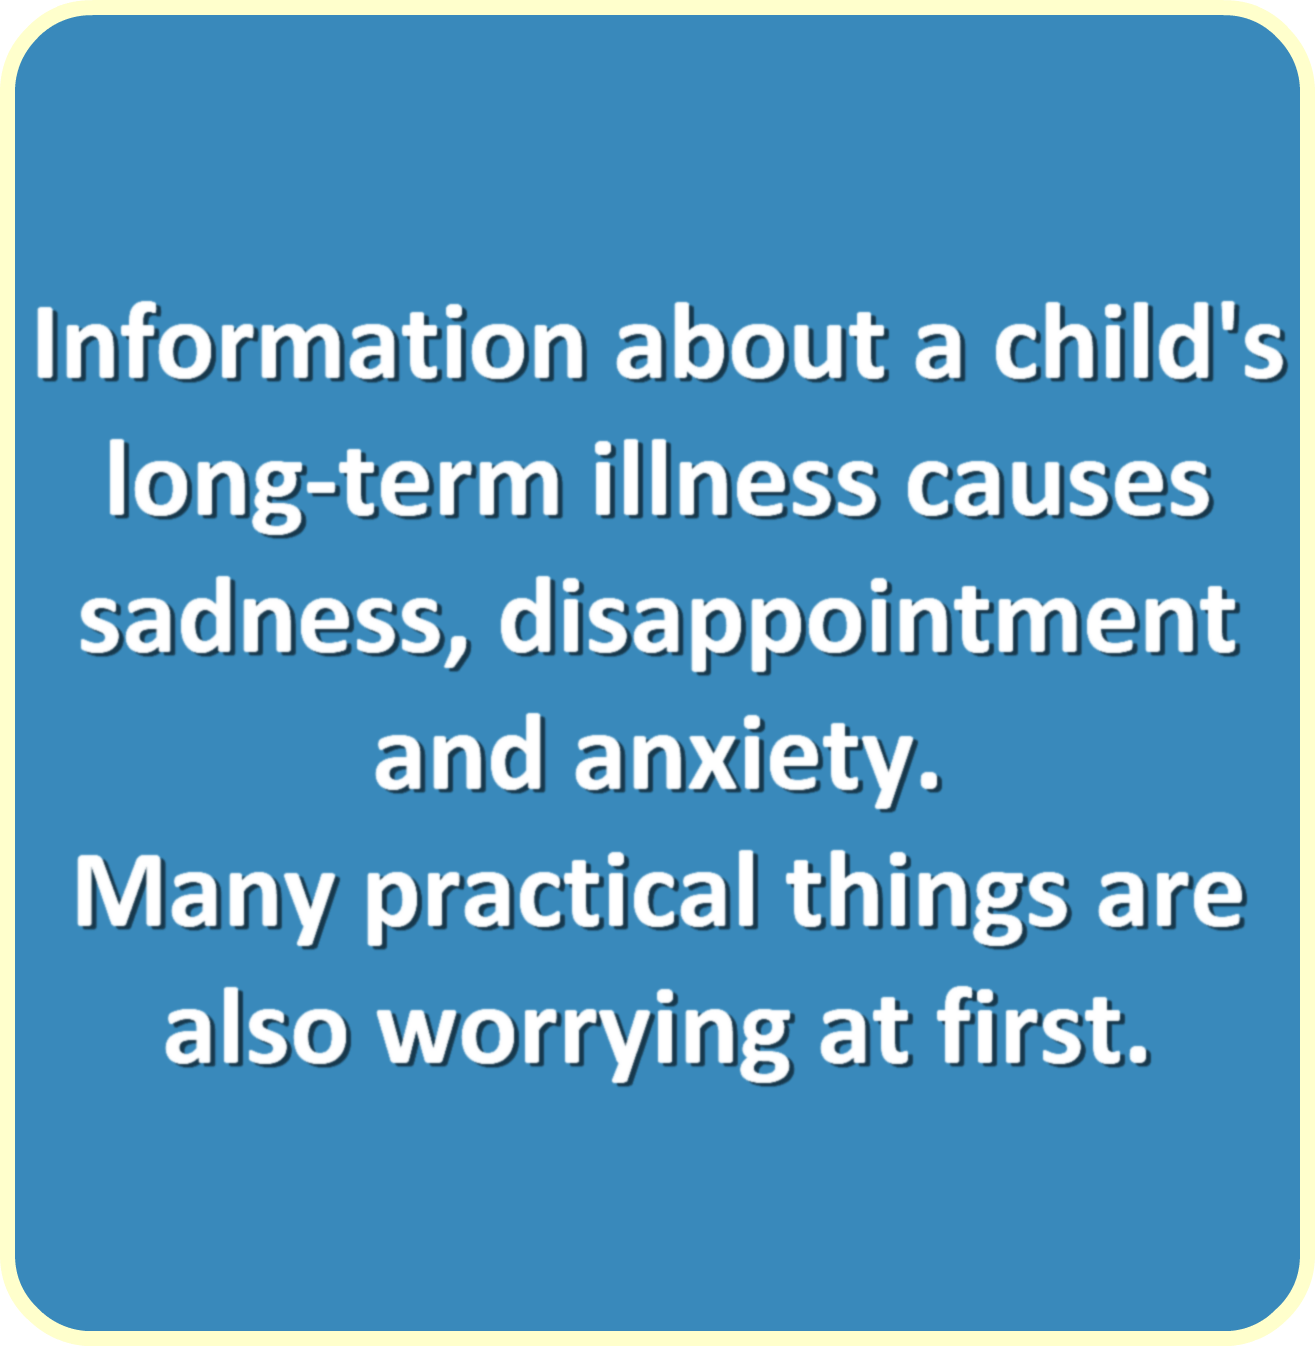 Information about a child's
long-term illness causes
sadness, disappointment
and anxiety.
Many practical things are
also worrying at first.